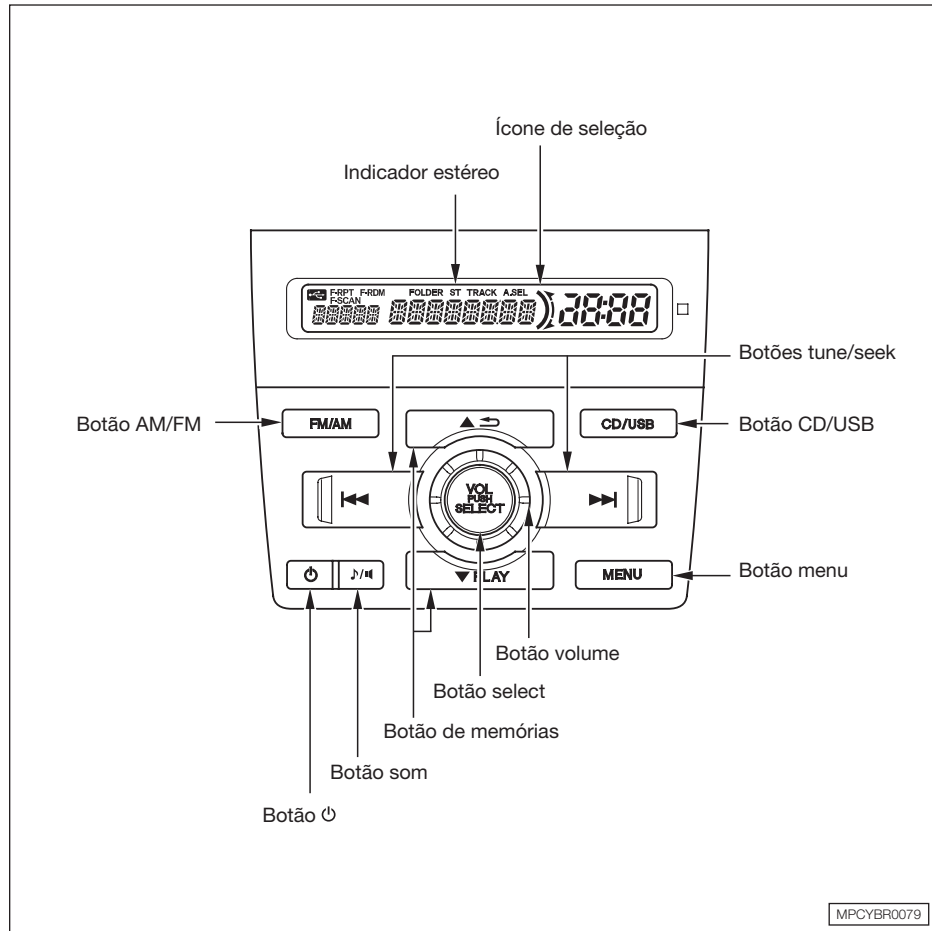 Ícone de seleção
Indicador estéreo
F-RPT F-RDM FOLDER ST TRACK A.SEL
F-SCAN
28:88
Botões tune/seek
Botão AM/FM
FM/AM
CD/USB
Botão CD/USB
VOL
PUSH
SELECT
PLAY
MENU
Botão menu
Botão volume
Botão select
Botão de memórias
Botão som
Botão
MPCYBR0079